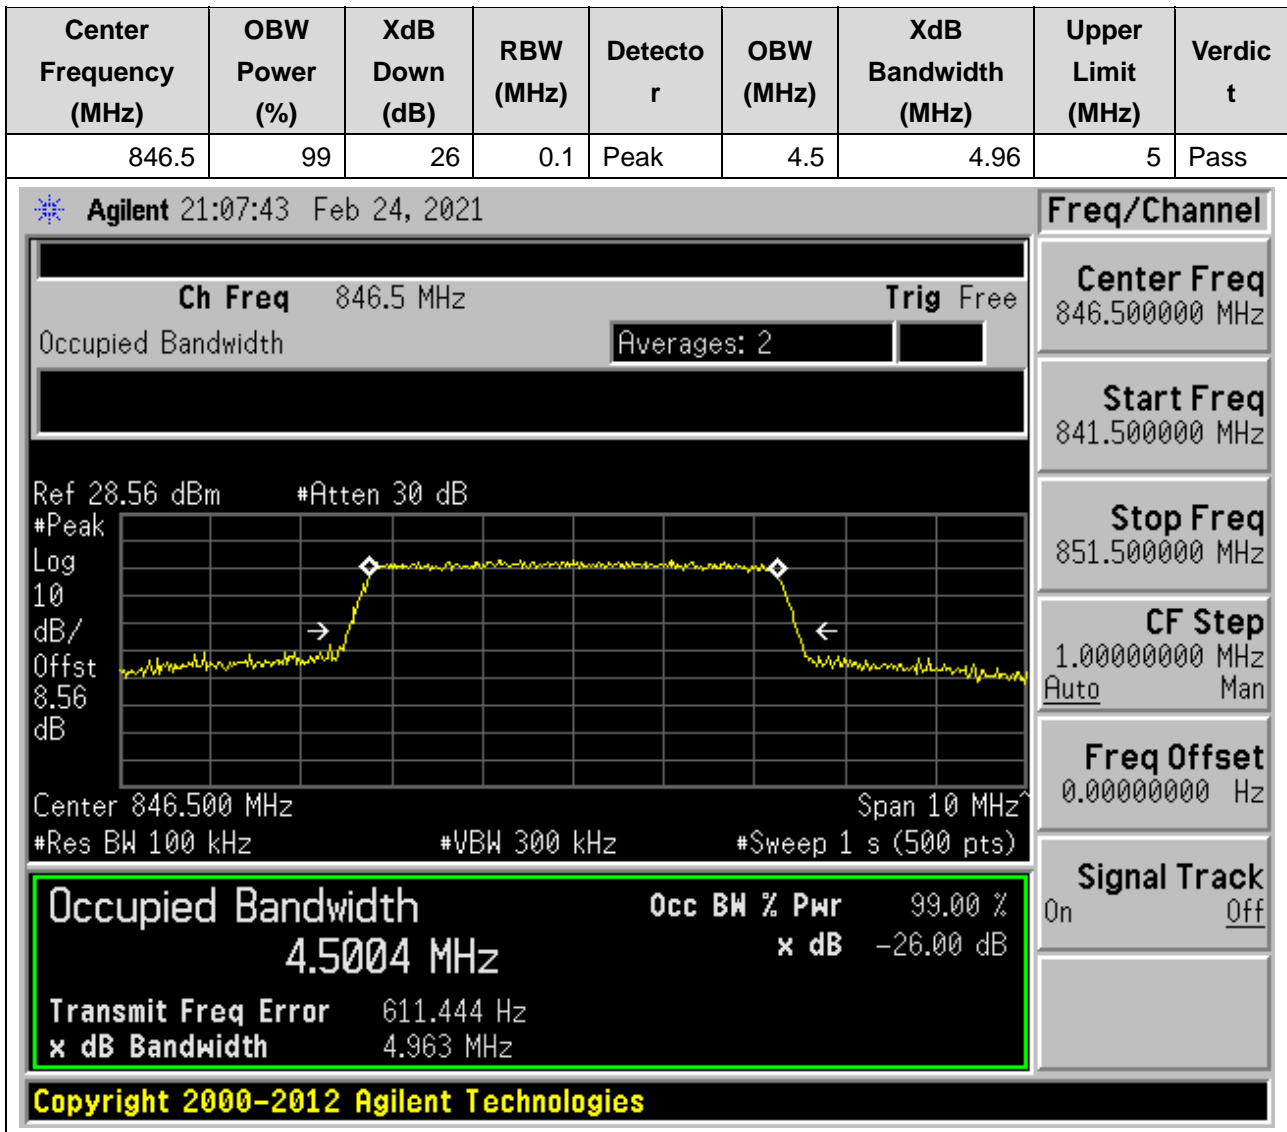 Center Frequency (MHz) OBW Power (%) XdB Down (dB) RBW (MHz) Detecto r OBW (MHz) XdB Bandwidth (MHz) Upper Limit (MHz) Verdic t
846.5 99 26 0.1 Peak 4.5 4.96 5 Pass
Agilent 21:07:43 Feb 24, 2021
Freq/Channel
Ch Freq 846.5 MHz Trig Free
Occupied Bandwidth Averages: 2
Center Freq
846.500000 MHz
Start Freq
841.500000 MHz
Stop Freq
851.500000 MHz
CF Step
1.00000000 MHz
Auto Man
Freq Offset
0.00000000 Hz
Signal Track
On Off
Ref 28.56 dBm #Atten 30 dB
#Peak
Log
10
dB/
Offst
8.56
dB
Center 846.500 MHz Span 10 MHz^
#Res BW 100 kHz #VBW 300 kHz #Sweep 1 s (500 pts)
Occupied Bandwidth Occ BW % Pwr 99.00 %
4.5004 MHz x dB -26.00 dB
Transmit Freq Error 611.444 Hz
x dB Bandwidth 4.963 MHz
Copyright 2000-2012 Agilent Technologies